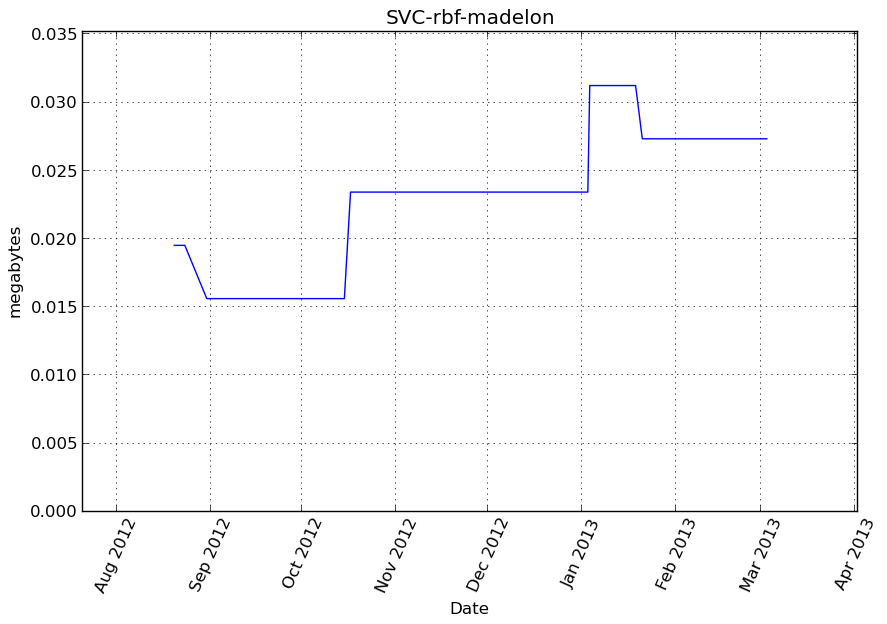 SVC-rbf-madelon
0.035
0.030
0.025
0.020
0.015
0.010
0.005
0.000
megabytes
Aug 2012
Sep 2012
Oct 2012
Nov 2012
Dec 2012
Jan 2013
Feb 2013
Mar 2013
Apr 2013
Date